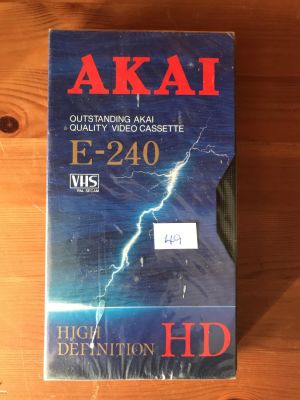 AKAI
OUTSTANDING AKAI
QUALITY VIDEO CASSETTE
E-240
VHS
PAL SECAM
49
HIGH
DEFINITION HD